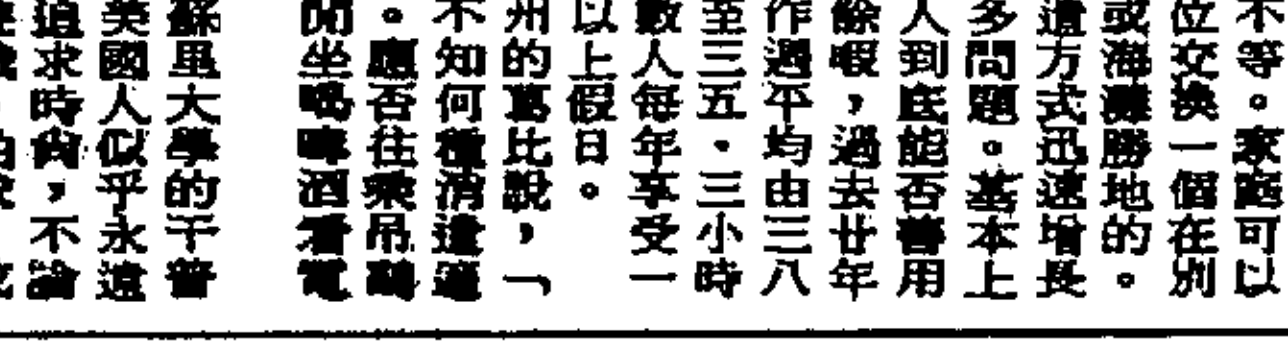 不等。家庭可以
位交換一個在別
或海灘勝地的。
遣方式迅速增長
多問題。基本上
人到底能否善用
餘暇,過去廿年
作週平均由三八
至三五・三小時
數人每年享受一
以上假日。
州的萬比說,「
不知何種消遣適
。應否往乘吊
閒坐喝啤酒看電
蘇里大學的干普
美國人似乎永遠
追求時尚,不論